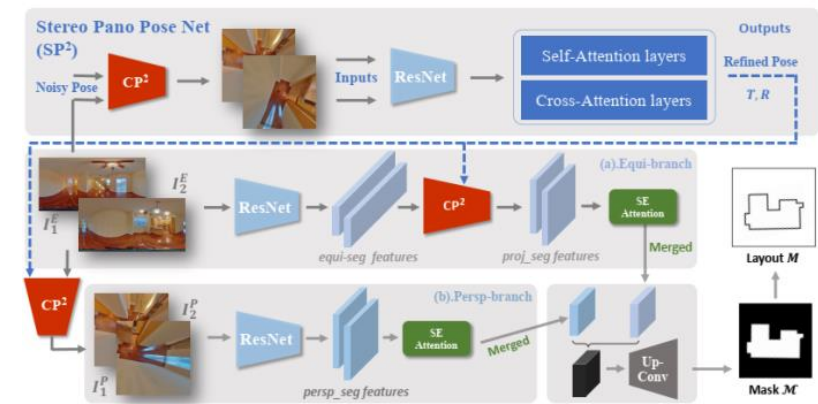 Stereo Pano Pose Net
(SP²)
Outputs
Noisy Pose
CP²
Inputs
ResNet
Self-Attention layers
Cross-Attention layers
Refined Pose
T, R
I₁ᴱ
I₂ᴱ
ResNet
equi-seg features
CP²
proj_seg features
(a).Equi-branch
SE
Attention
Merged
CP²
I₁ᴾ
I₂ᴾ
ResNet
persp_seg features
(b).Persp-branch
SE
Attention
Merged
Up-
Conv
Layout M
Mask ℳ